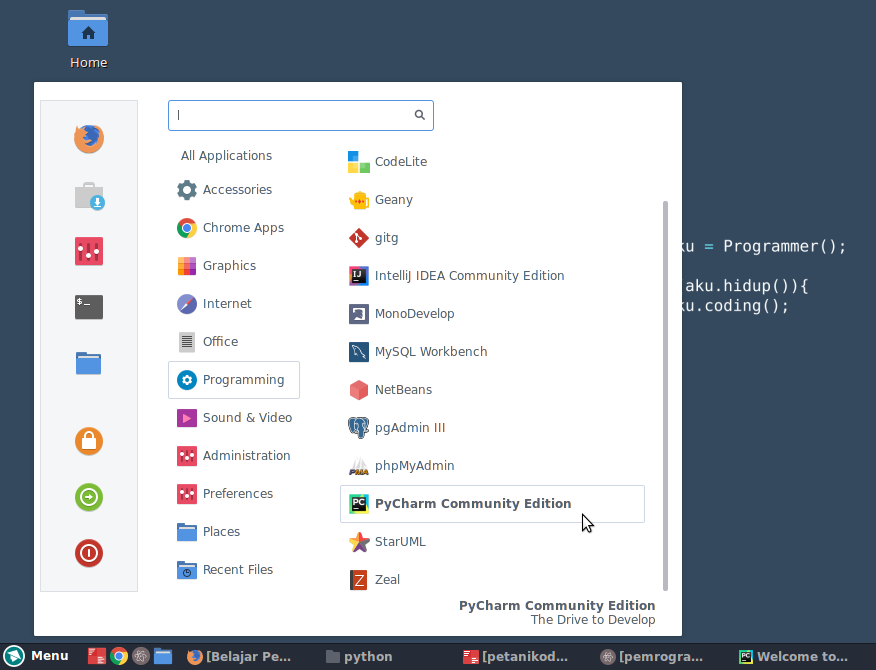 Home
All Applications
Accessories
Chrome Apps
Graphics
Internet
Office
Programming
Sound & Video
Administration
Preferences
Places
Recent Files
CodeLite
Geany
gitg
IntelliJ IDEA Community Edition
MonoDevelop
MySQL Workbench
NetBeans
pgAdmin III
phpMyAdmin
PyCharm Community Edition
StarUML
Zeal
PyCharm Community Edition
The Drive to Develop
ku = Programmer();
aku.hidup()){
ku.coding();
Menu
[Belajar Pe...
python
[petanikod...
[pemrogra...
Welcome to...